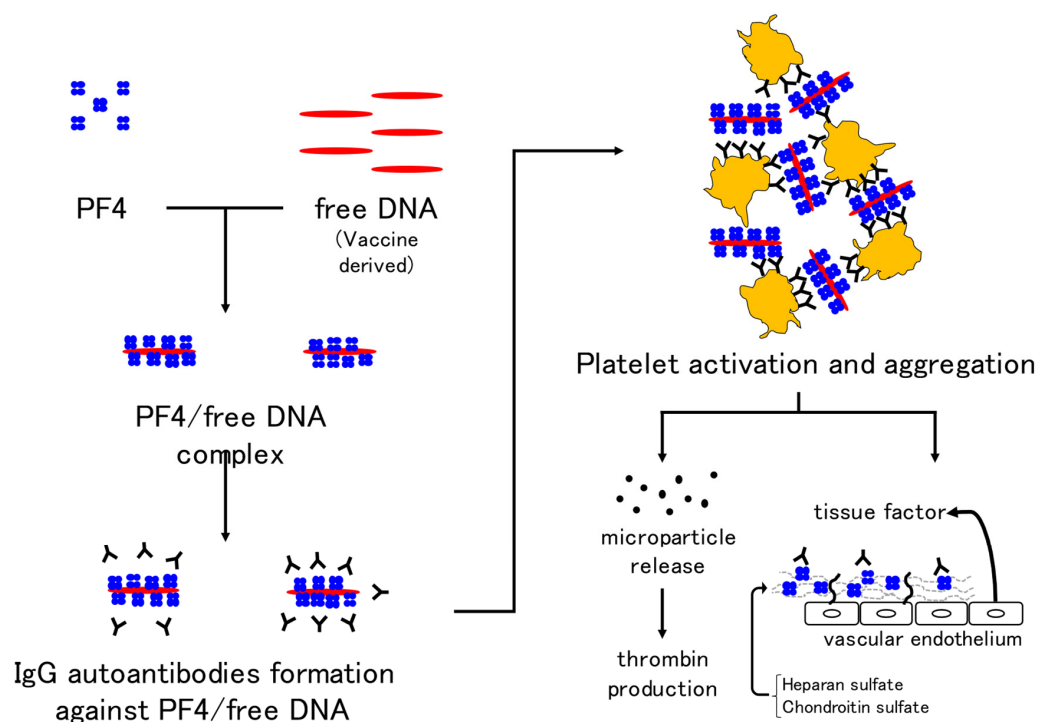 PF4
free DNA
(Vaccine
derived)
PF4/free DNA
complex
IgG autoantibodies formation
against PF4/free DNA
Platelet activation and aggregation
microparticle
release
thrombin
production
tissue factor
vascular endothelium
Heparan sulfate
Chondroitin sulfate